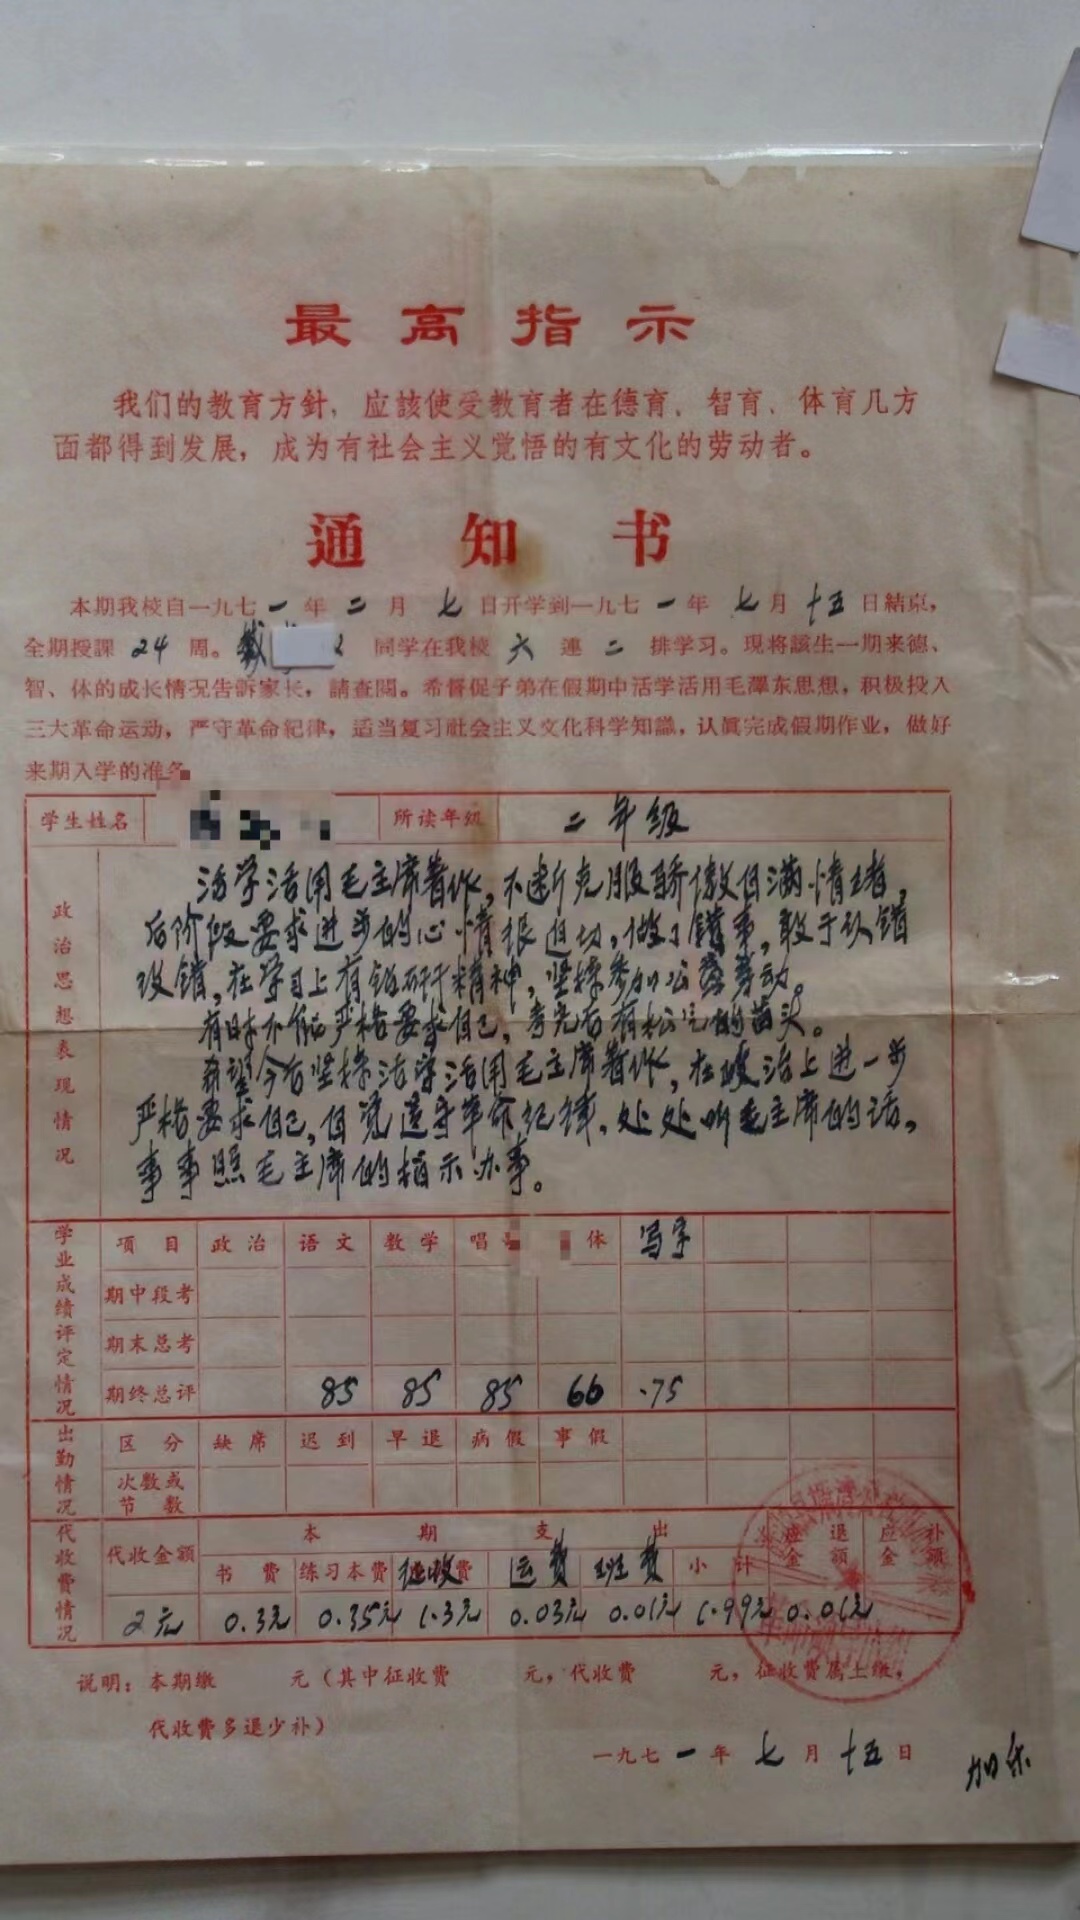 最高指示
我们的教育方針，应該使受教育者在德育、智育、体育几方
面都得到发展，成为有社会主义觉悟的有文化的劳动者。
通知书
本期我校自一九七一年二月七日开学到一九七一年七月十五日結束，
全期授課24周。戴 同学在我校六連二排学习。现将該生一期来德、
智、体的成长情况告訴家长，請查閱。希督促子弟在假期中活学活用毛澤东思想，积极投入
三大革命运动，严守革命紀律，适当复习社会主义文化科学知識，认眞完成假期作业，做好
来期入学的准备
学生姓名 所读年级 二年级
政治思想表现情况
活学活用毛主席著作，不断克服骄傲自满情绪，
后阶段要求进步的心情很迫切，做了错事，敢于认错
改错，在学习上有钻研精神，坚持参加公益劳动。
有时不能严格要求自己，考完后有松气的苗头。
希望今后坚持活学活用毛主席著作，在政治上进一步
严格要求自己，自觉遵守革命纪律，处处听毛主席的话，
事事照毛主席的指示办事。
学业成绩评定情况
项目 政治 语文 数学 唱 体 写字
期中段考
期末总考
期终总评 85 85 85 66 75
出勤情况
区分 缺席 迟到 早退 病假 事假
次数或节数
代收费情况
代收金额 本期支出 应退金额 应补金额
书费 练习本费 征收费 运费 班费 小计
2元 0.3元 0.35元 1.3元 0.03元 0.01元 1.99元 0.01元
说明：本期缴 元（其中征收费 元，代收费 元，征收费属上缴，
代收费多退少补）
一九七一年七月十五日